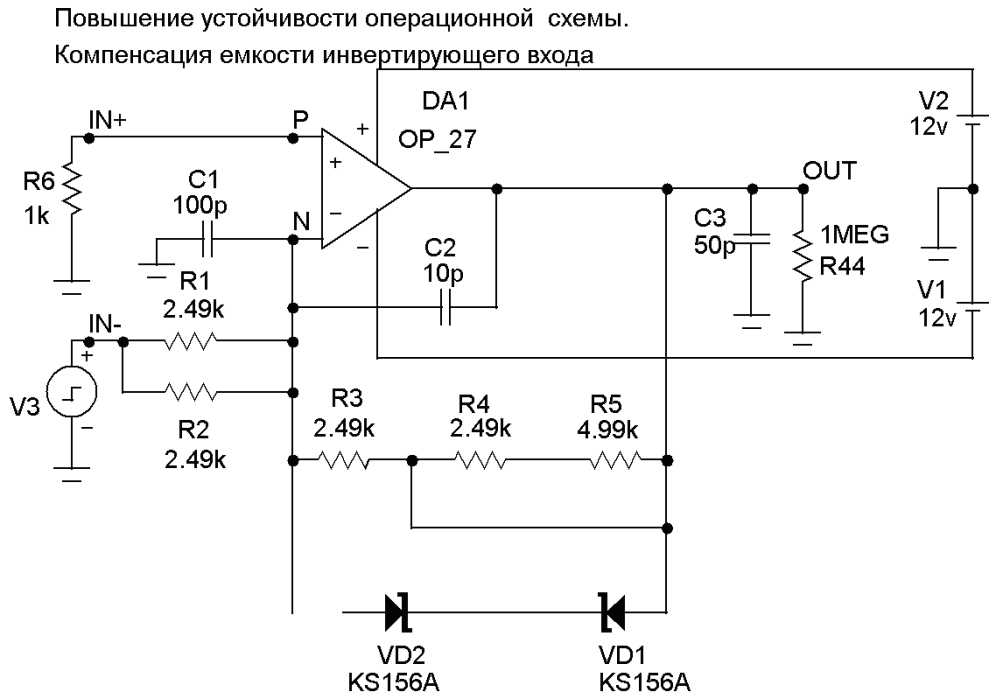 Повышение устойчивости операционной схемы.
Компенсация емкости инвертирующего входа
DA1
OP_27
V2
12v
IN+
P
R6
1k
C1
100p
N
OUT
C3
50p
1MEG
R44
C2
10p
R1
2.49k
V1
12v
IN-
V3
R2
2.49k
R3
2.49k
R4
2.49k
R5
4.99k
VD2
KS156A
VD1
KS156A